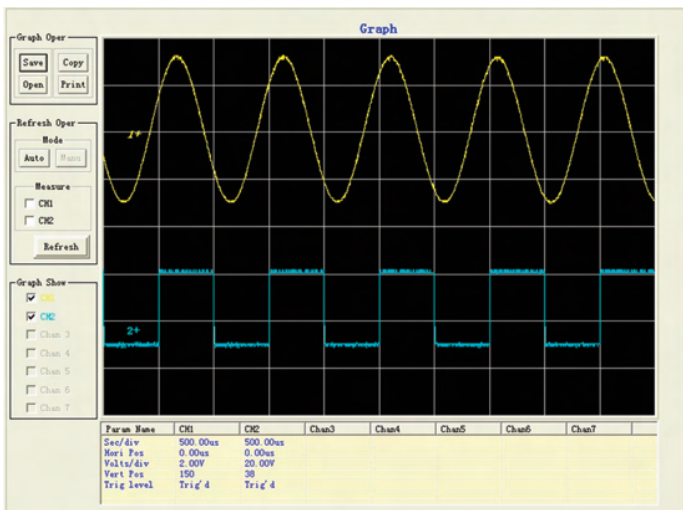 Graph
Graph Oper
Save Copy
Open Print
Refresh Oper
Mode
Auto Manu
Measure
CH1
CH2
Refresh
Graph Show
CH1
CH2
Chan 3
Chan 4
Chan 5
Chan 6
Chan 7
1+
2+
Param Name CH1 CH2 Chan3 Chan4 Chan5 Chan6 Chan7
Sec/div 500.00us 500.00us
Hori Pos 0.00us 0.00us
Volts/div 2.00V 20.00V
Vert Pos 150 38
Trig level Trig'd Trig'd